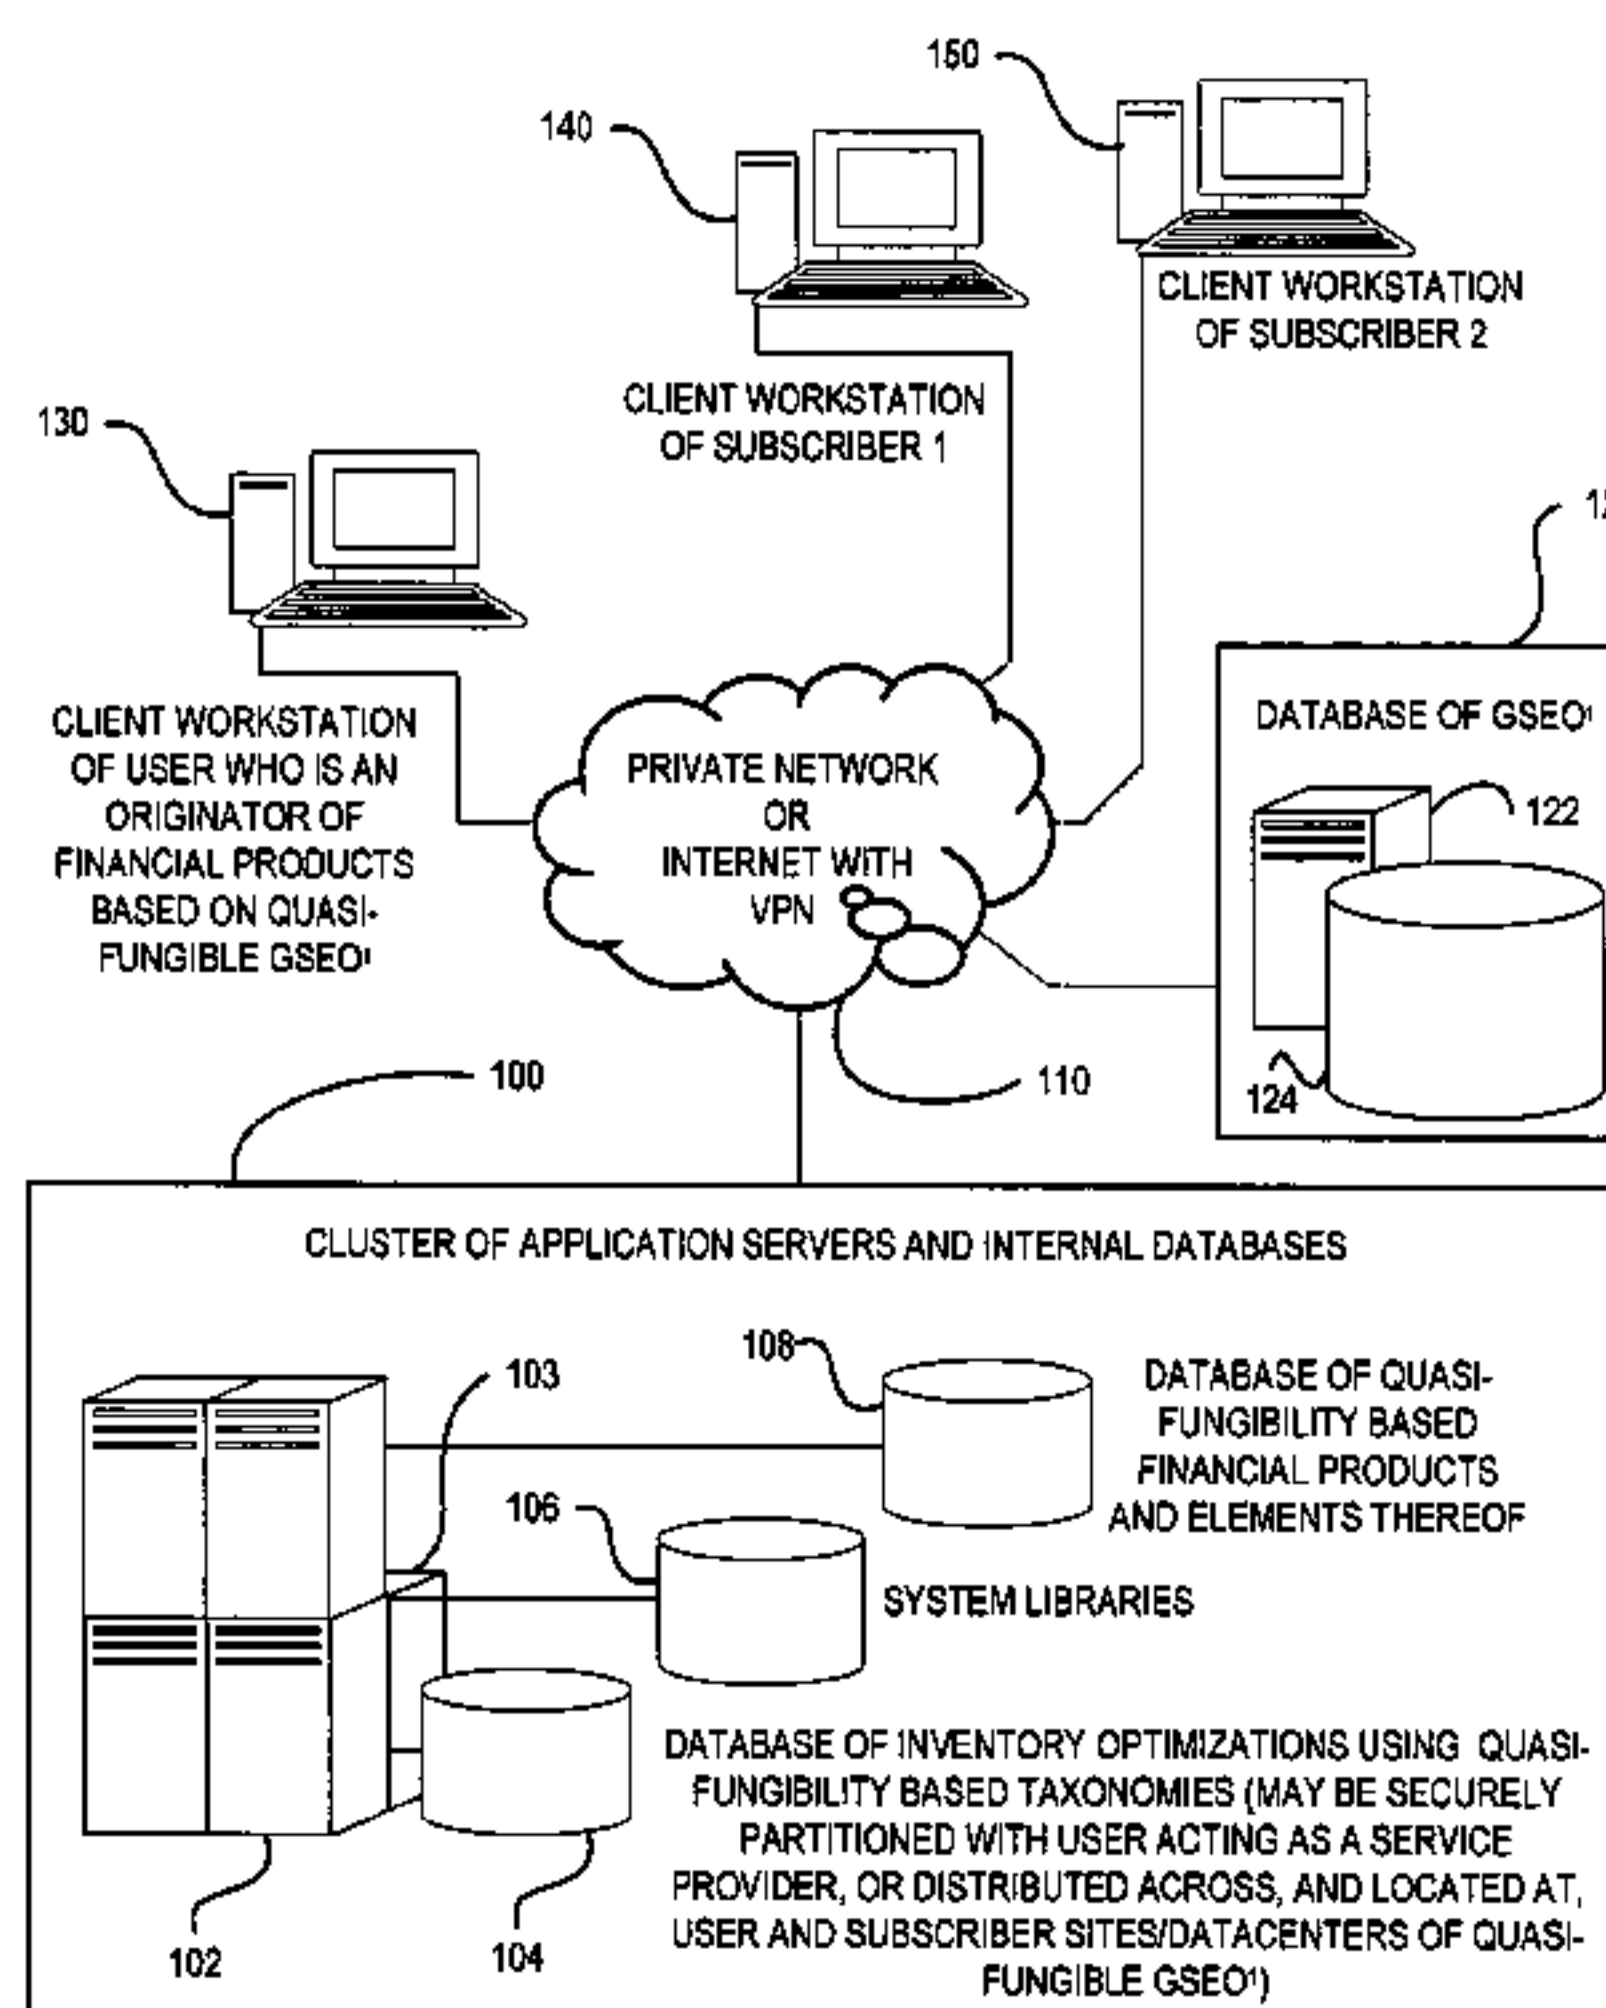 150
140
CLIENT WORKSTATION
OF SUBSCRIBER 2
CLIENT WORKSTATION
OF SUBSCRIBER 1
130
DATABASE OF GSEO¹
CLIENT WORKSTATION
OF USER WHO IS AN
ORIGINATOR OF
FINANCIAL PRODUCTS
BASED ON QUASI-
FUNGIBLE GSEO¹
PRIVATE NETWORK
OR
INTERNET WITH
VPN
122
124
100
110
CLUSTER OF APPLICATION SERVERS AND INTERNAL DATABASES
108
103
DATABASE OF QUASI-
FUNGIBILITY BASED
FINANCIAL PRODUCTS
AND ELEMENTS THEREOF
106
SYSTEM LIBRARIES
DATABASE OF INVENTORY OPTIMIZATIONS USING QUASI-
FUNGIBILITY BASED TAXONOMIES (MAY BE SECURELY
PARTITIONED WITH USER ACTING AS A SERVICE
PROVIDER, OR DISTRIBUTED ACROSS, AND LOCATED AT,
USER AND SUBSCRIBER SITES/DATACENTERS OF QUASI-
FUNGIBLE GSEO¹)
102
104